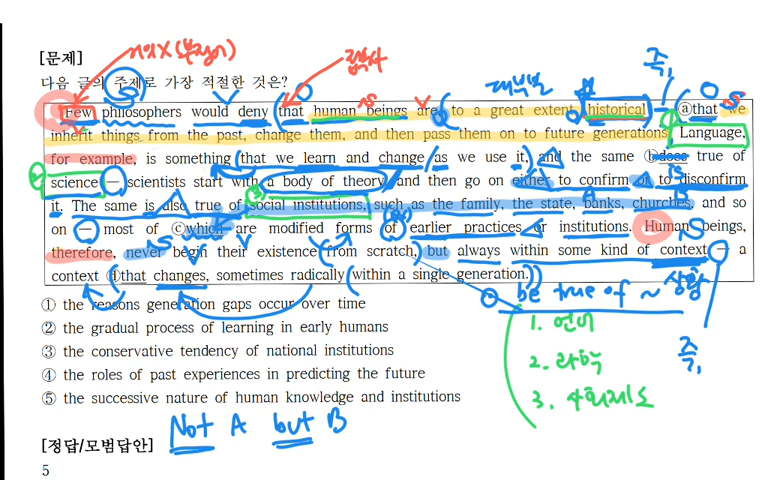 [문제]
다음 글의 주제로 가장 적절한 것은?
Few philosophers would deny that human beings are to a great extent historical — ⓐthat we
inherit things from the past, change them, and then pass them on to future generations. Language,
for example, is something that we learn and change as we use it, and the same ⓑdoes true of
science — scientists start with a body of theory and then go on either to confirm or to disconfirm
it. The same is also true of social institutions, such as the family, the state, banks, churches, and so
on — most of ⓒwhich are modified forms of earlier practices or institutions. Human beings,
therefore, never begin their existence from scratch, but always within some kind of context — a
context ⓓthat changes, sometimes radically within a single generation.
be true of ~
상황
① the reasons generation gaps occur over time
② the gradual process of learning in early humans
③ the conservative tendency of national institutions
④ the roles of past experiences in predicting the future
⑤ the successive nature of human knowledge and institutions
1. 언어
2. 과학
3. 사회제도
즉,
Not A but B
[정답/모범답안]
5
접속사
대부분
즉,